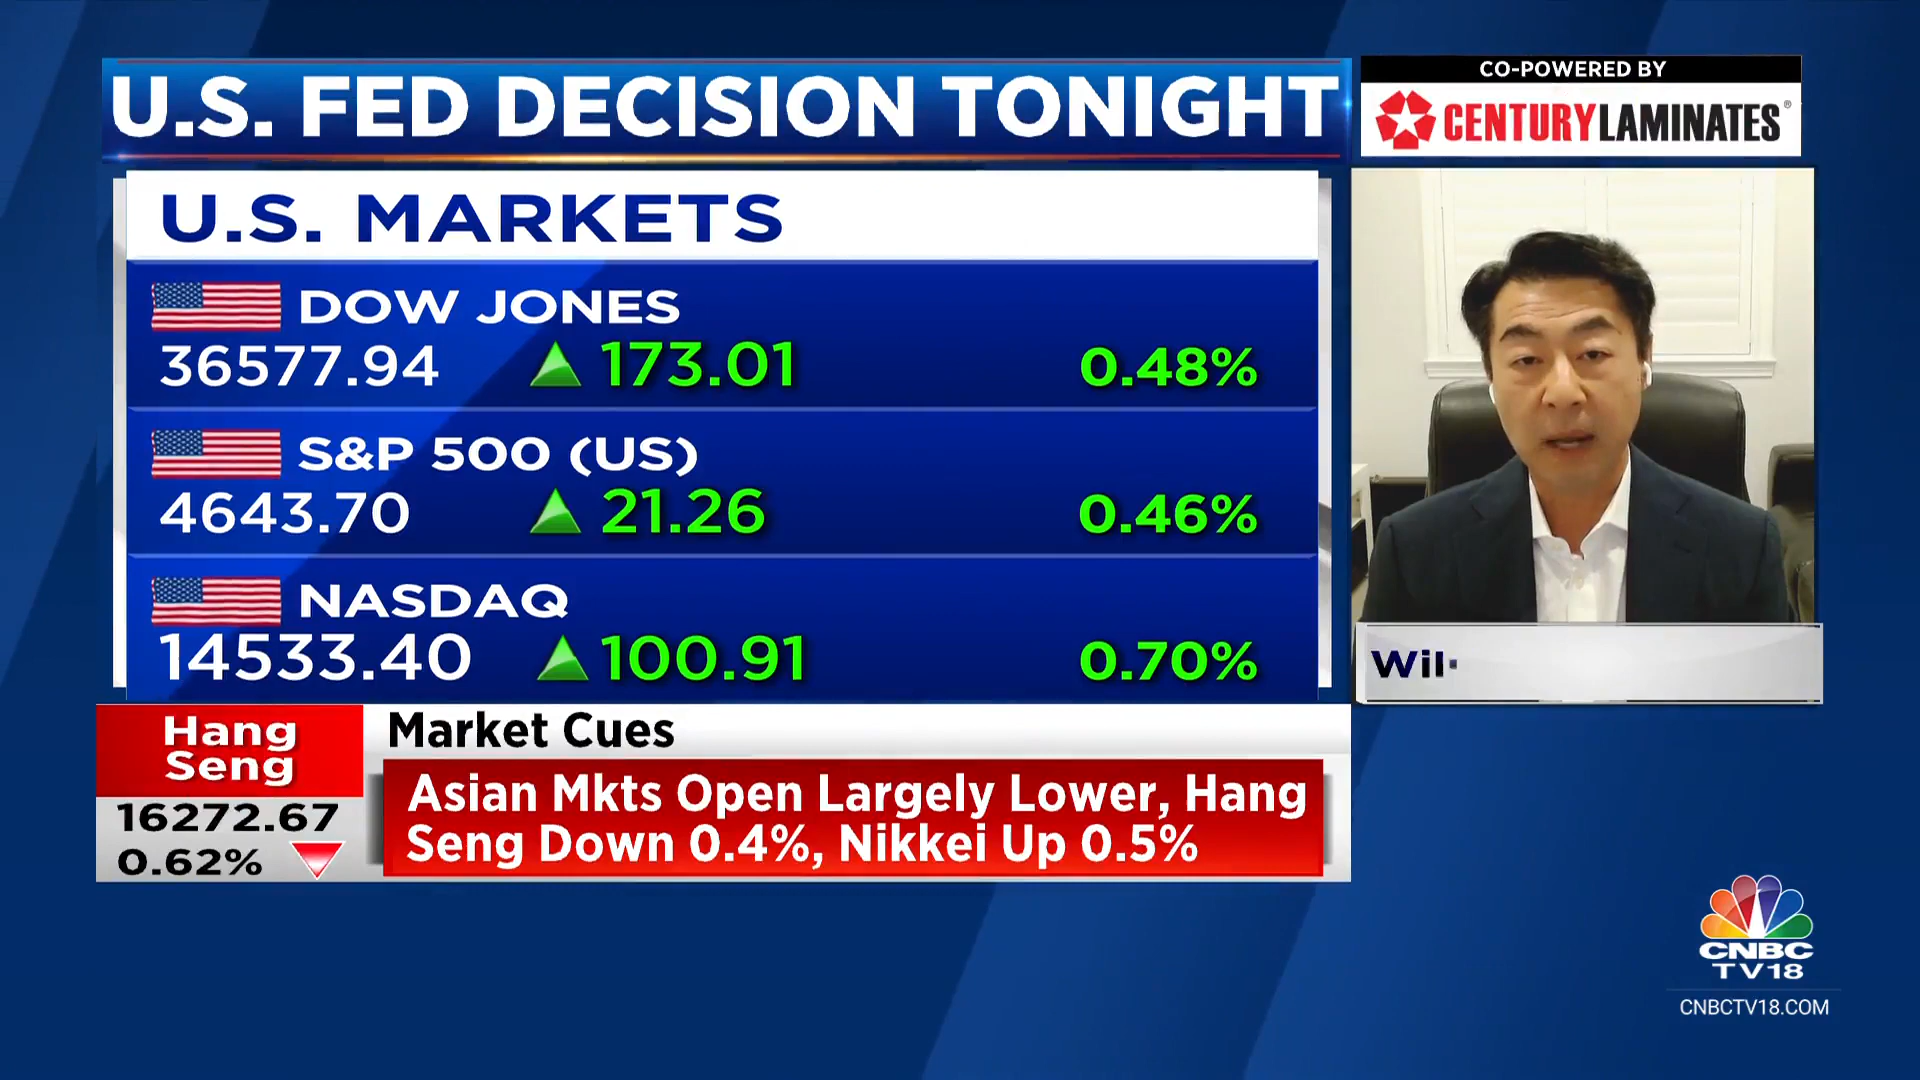 U.S. FED DECISION TONIGHT
CO-POWERED BY
CENTURYLAMINATES®
U.S. MARKETS
DOW JONES
36577.94 173.01 0.48%
S&P 500 (US)
4643.70 21.26 0.46%
NASDAQ
14533.40 100.91 0.70%
Wil
Hang
Seng
16272.67
0.62%
Market Cues
Asian Mkts Open Largely Lower, Hang
Seng Down 0.4%, Nikkei Up 0.5%
CNBC
TV18
CNBCTV18.COM